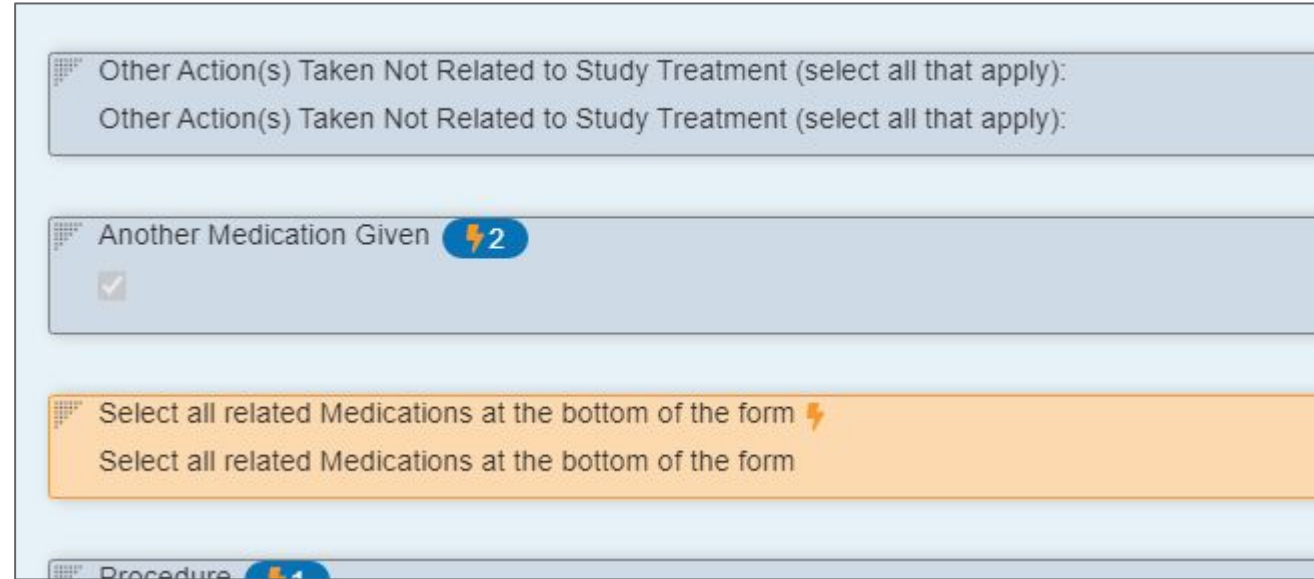 Other Action(s) Taken Not Related to Study Treatment (select all that apply):
Other Action(s) Taken Not Related to Study Treatment (select all that apply):
Another Medication Given 2
Select all related Medications at the bottom of the form
Select all related Medications at the bottom of the form
Procedure 1